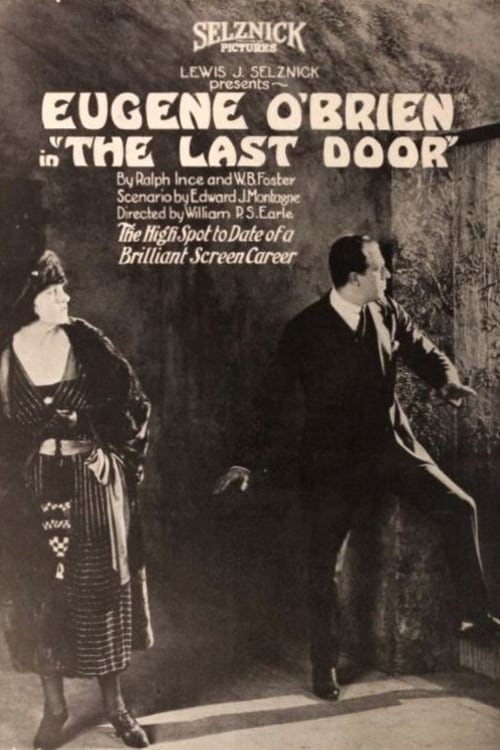 SELZNICK
PICTURES
LEWIS J. SELZNICK
presents~
EUGENE O'BRIEN
in "THE LAST DOOR"
By Ralph Ince and W.B. Foster
Scenario by Edward J. Montagne
Directed by William P.S. Earle
The High Spot to Date of a
Brilliant Screen Career